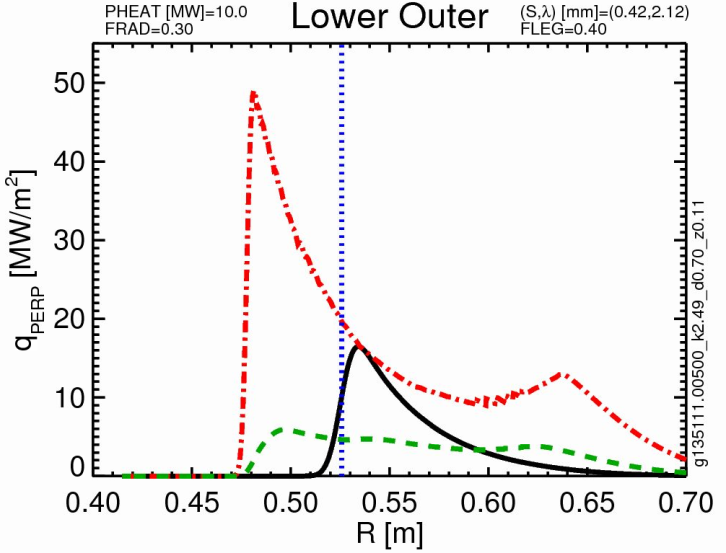 PHEAT [MW]=10.0
FRAD=0.30
Lower Outer
(S,λ) [mm]=(0.42,2.12)
FLEG=0.40
50
40
30
20
10
0
qPERP [MW/m²]
0.40 0.45 0.50 0.55 0.60 0.65 0.70
R [m]
g135111.00500_k2.49_d0.70_z0.11